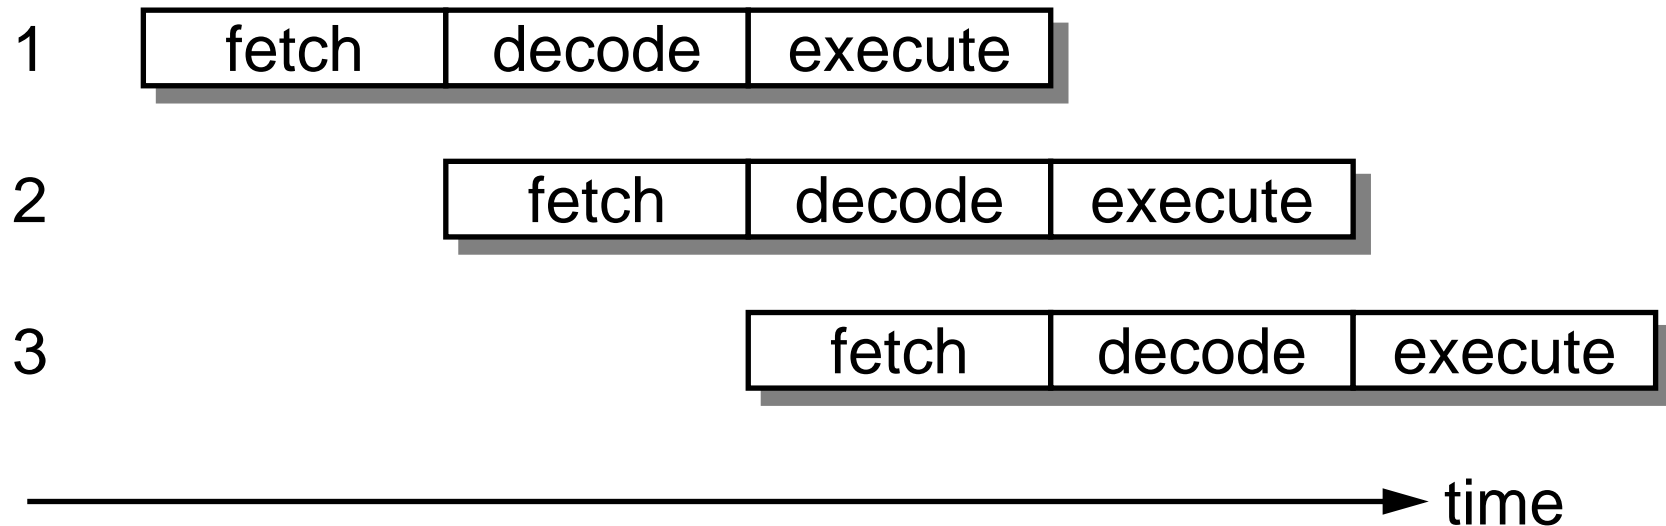 1 fetch decode execute
2 fetch decode execute
3 fetch decode execute
time